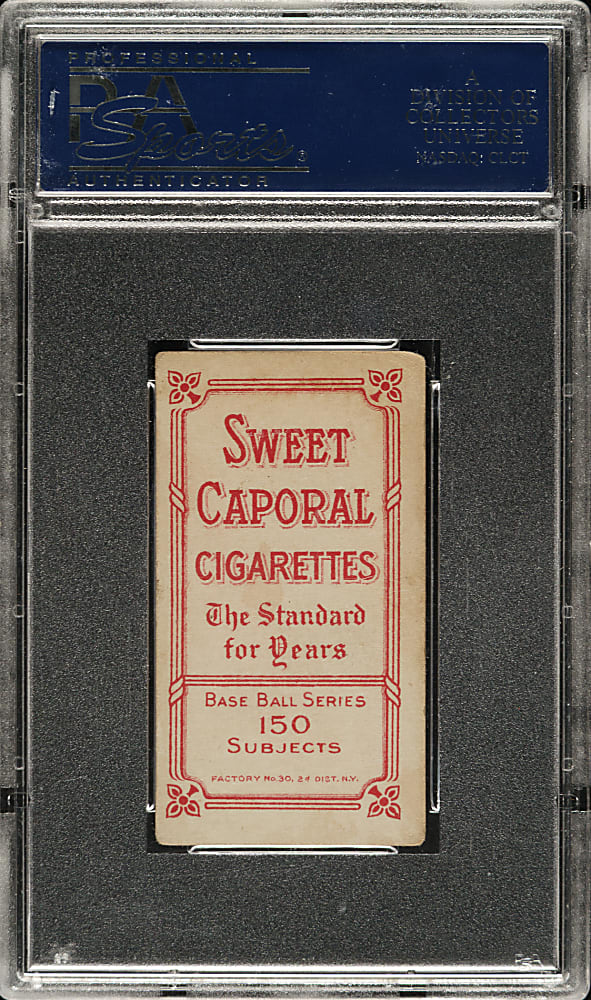 PROFESSIONAL
PSA
Sports®
AUTHENTICATOR
A
DIVISION OF
COLLECTORS
UNIVERSE
NASDAQ: CLCT
SWEET
CAPORAL
CIGARETTES
The Standard
for Years
BASE BALL SERIES
150
SUBJECTS
FACTORY No. 30, 2d DIST. N.Y.
PSA